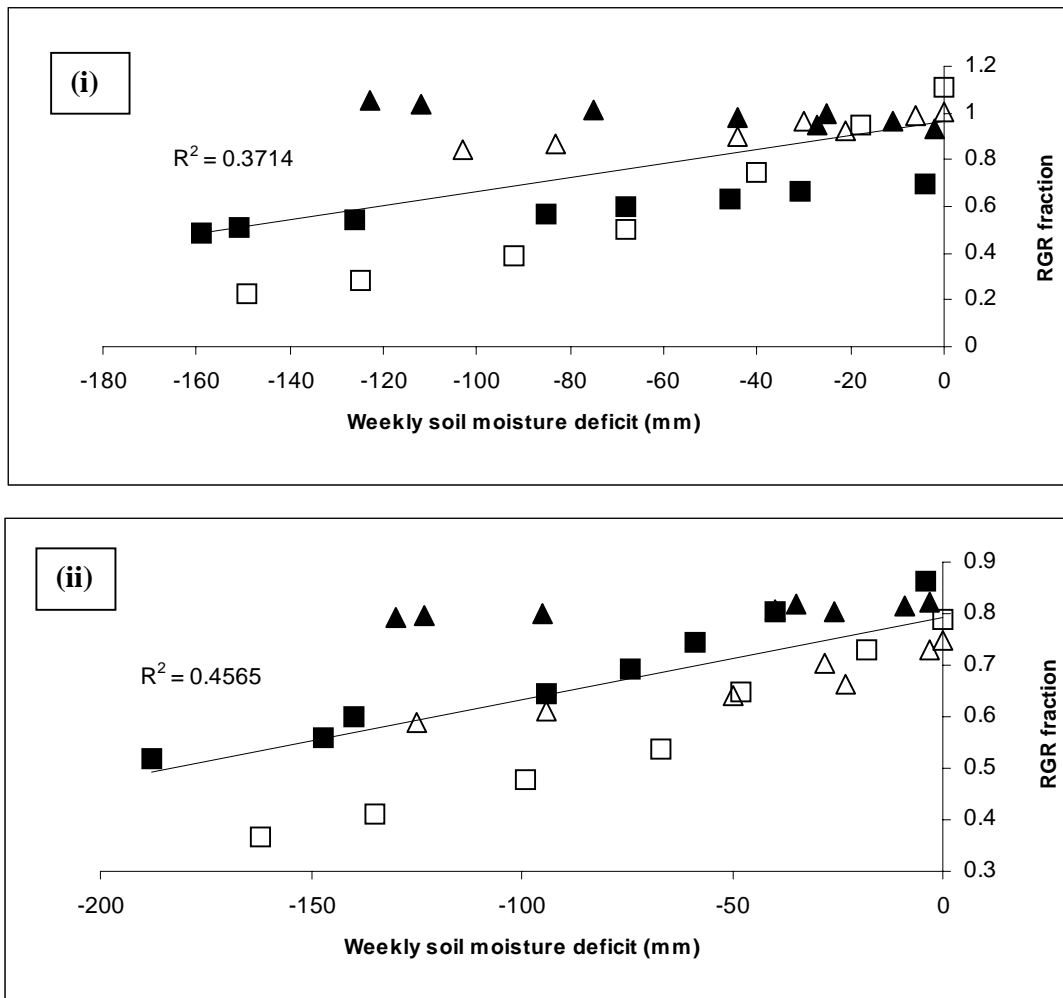 (i)
R² = 0.3714
1.2
1
0.8
0.6
0.4
0.2
0
RGR fraction
-180 -160 -140 -120 -100 -80 -60 -40 -20 0
Weekly soil moisture deficit (mm)
(ii)
R² = 0.4565
0.9
0.8
0.7
0.6
0.5
0.4
0.3
RGR fraction
-200 -150 -100 -50 0
Weekly soil moisture deficit (mm)